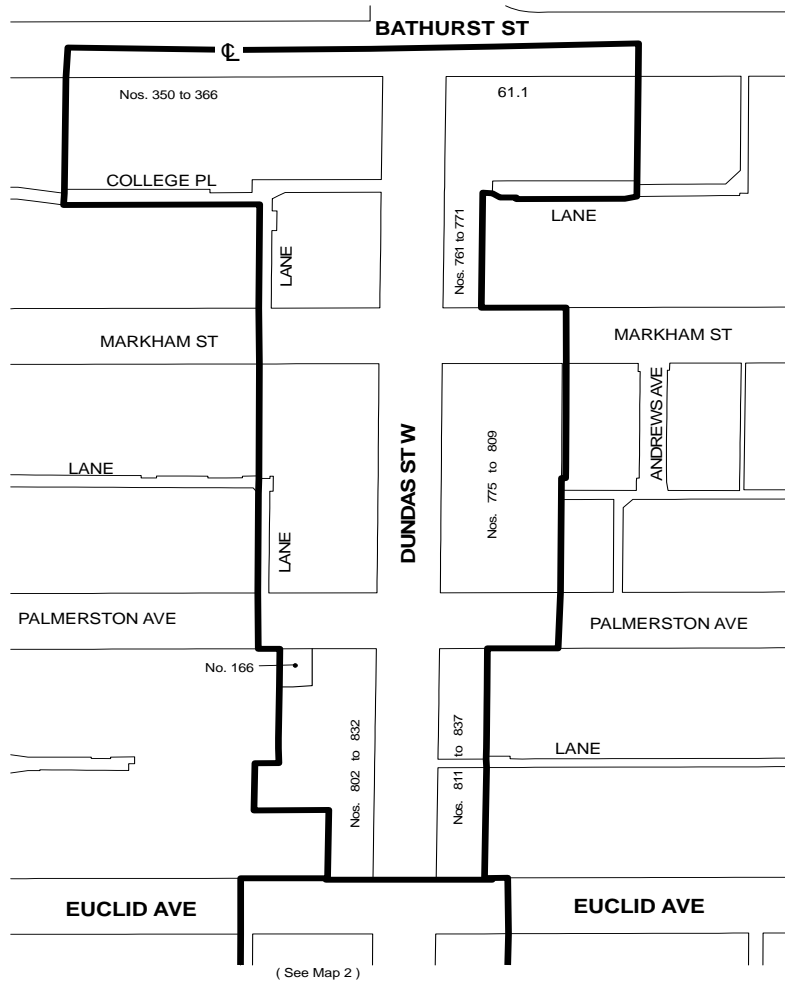 BATHURST ST
℄
Nos. 350 to 366
61.1
COLLEGE PL
LANE
LANE
Nos. 761 to 771
MARKHAM ST
MARKHAM ST
ANDREWS AVE
DUNDAS ST W
Nos. 775 to 809
LANE
LANE
PALMERSTON AVE
PALMERSTON AVE
No. 166
Nos. 802 to 832
Nos. 811 to 837
LANE
EUCLID AVE
EUCLID AVE
( See Map 2 )